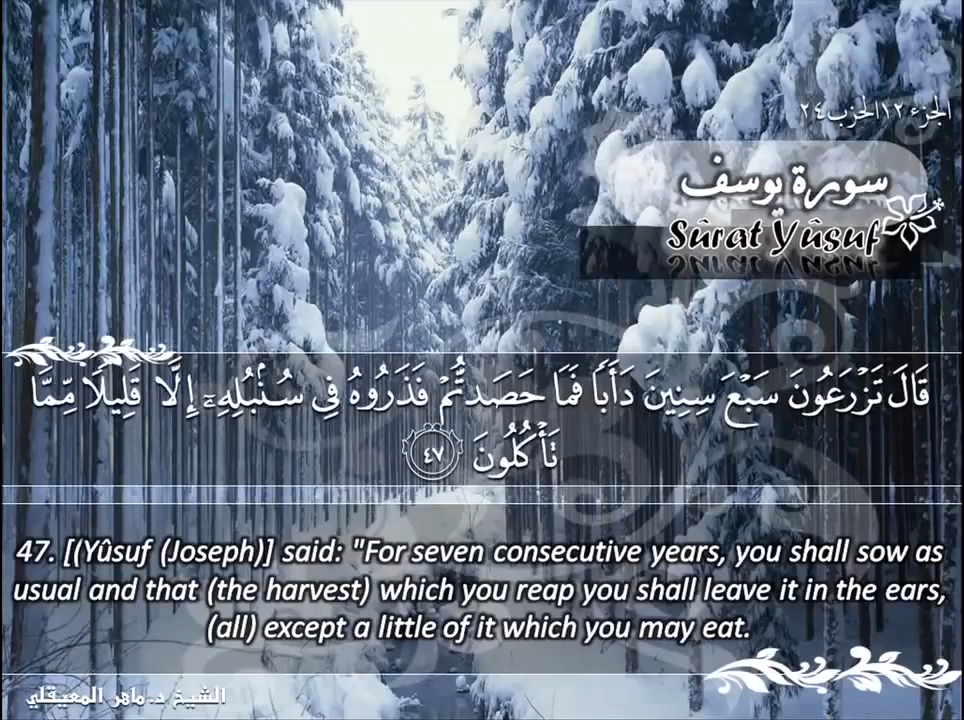 الجزء ١٢ الحزب ٢٤
سورة يوسف
Sûrat Yûsuf
قَالَ تَزْرَعُونَ سَبْعَ سِنِينَ دَأَبًا فَمَا حَصَدتُّمْ فَذَرُوهُ فِي سُنۢبُلِهِۦٓ إِلَّا قَلِيلًا مِّمَّا
تَأْكُلُونَ ٤٧
47. [(Yûsuf (Joseph)] said: "For seven consecutive years, you shall sow as
usual and that (the harvest) which you reap you shall leave it in the ears,
(all) except a little of it which you may eat.
الشيخ د. ماهر المعيقلي